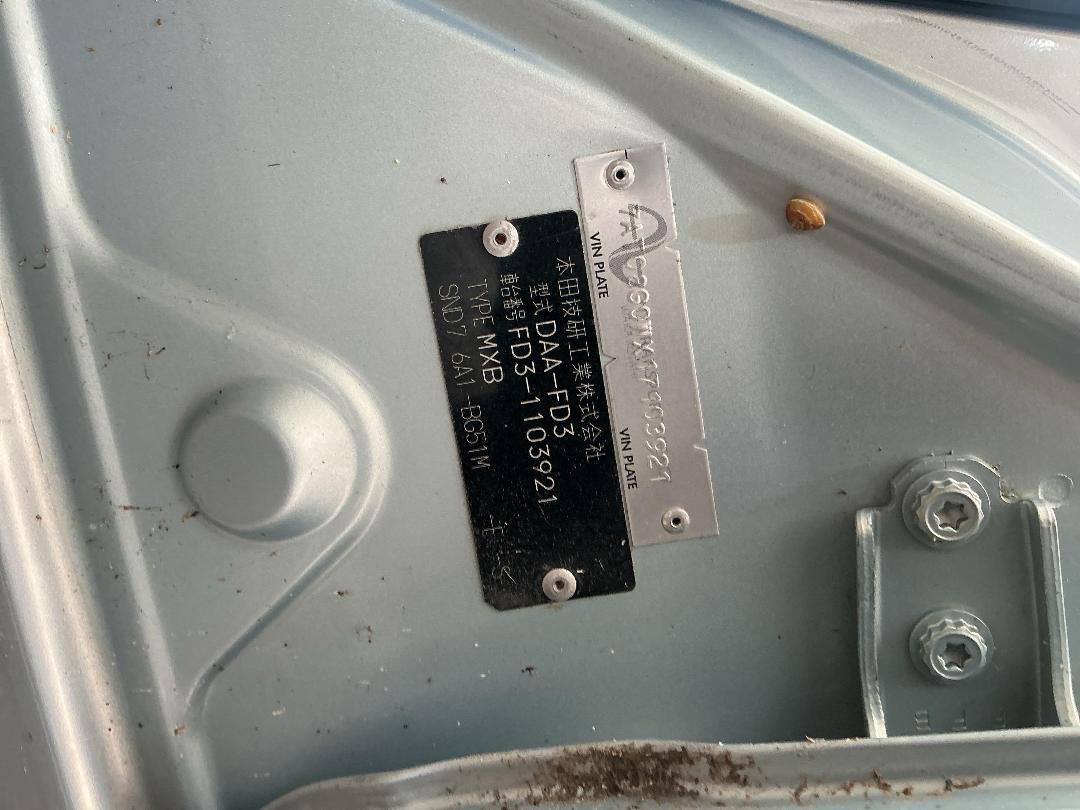 VIN PLATE VIN PLATE
本田技研工業株式会社
型式 DAA-FD3
車台番号 FD3-1103921
TYPE MXB
SND7 6A1 -BG51M